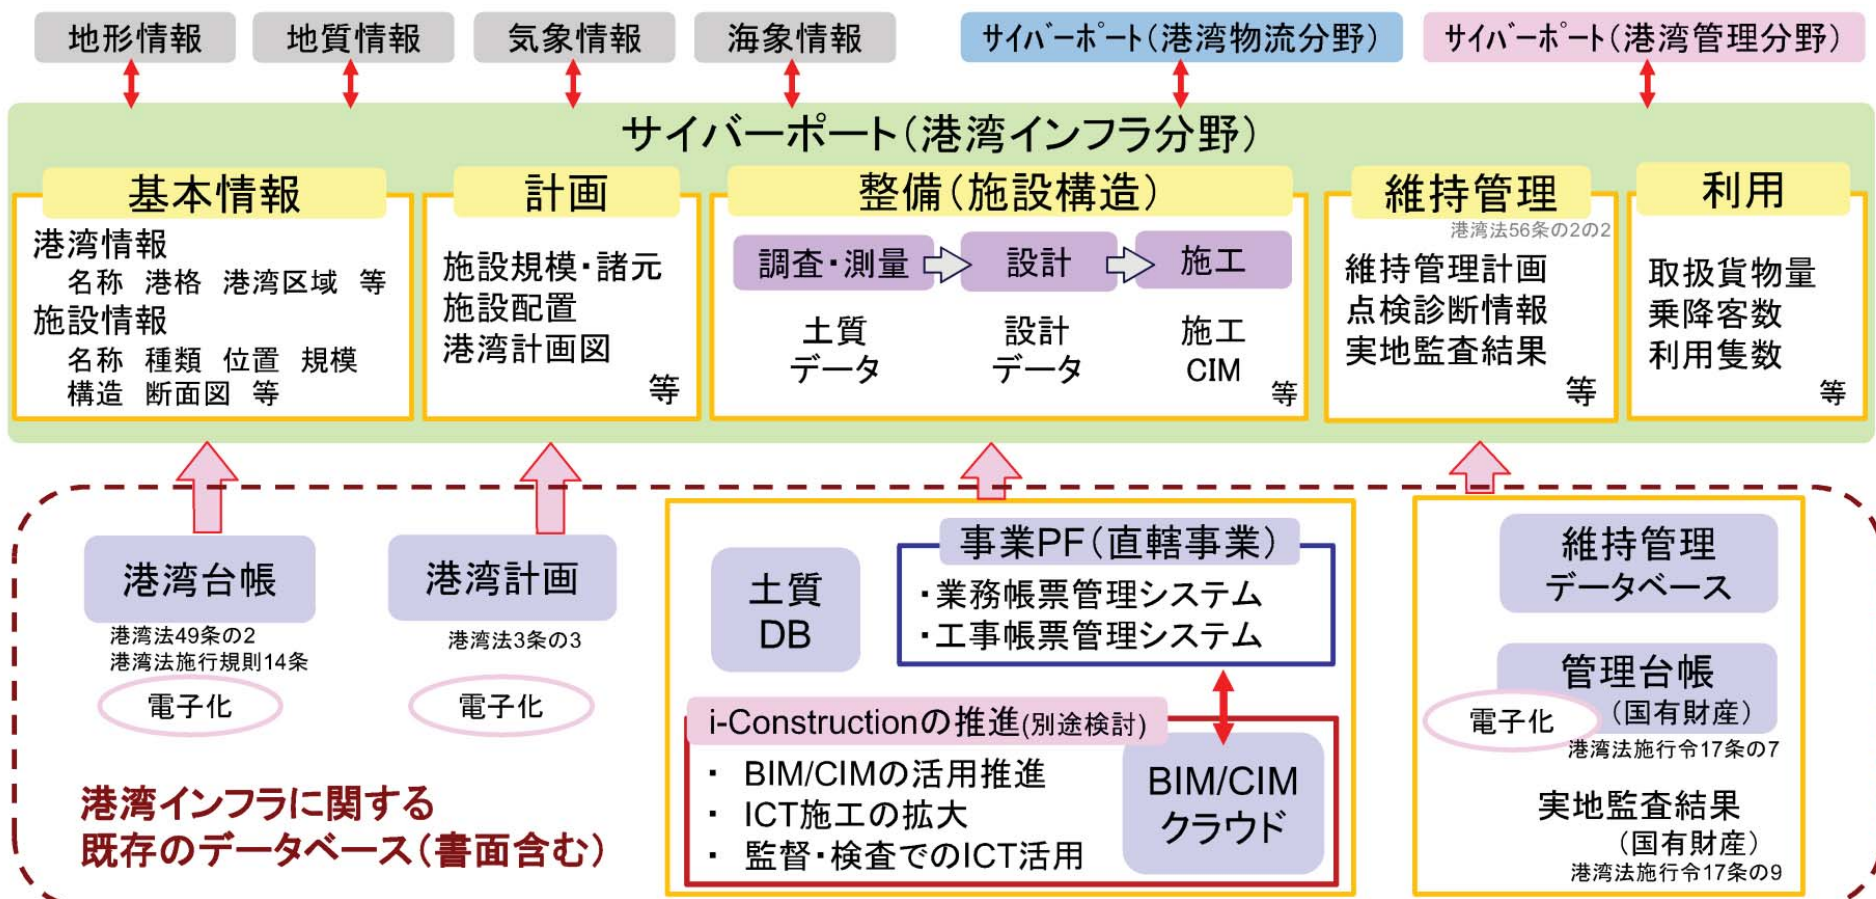 地形情報
地質情報
気象情報
海象情報
サイバーポート(港湾物流分野)
サイバーポート(港湾管理分野)
サイバーポート(港湾インフラ分野)
基本情報
港湾情報
名称 港格 港湾区域 等
施設情報
名称 種類 位置 規模
構造 断面図 等
計画
施設規模・諸元
施設配置
港湾計画図
等
整備(施設構造)
調査・測量
設計
施工
土質
データ
設計
データ
施工
CIM
等
維持管理
港湾法56条の2の2
維持管理計画
点検診断情報
実地監査結果
等
利用
取扱貨物量
乗降客数
利用隻数
等
港湾台帳
港湾法49条の2
港湾法施行規則14条
電子化
港湾計画
港湾法3条の3
電子化
港湾インフラに関する
既存のデータベース(書面含む)
土質
DB
事業PF(直轄事業)
・業務帳票管理システム
・工事帳票管理システム
i-Constructionの推進(別途検討)
・ BIM/CIMの活用推進
・ ICT施工の拡大
・ 監督・検査でのICT活用
BIM/CIM
クラウド
維持管理
データベース
管理台帳
(国有財産)
電子化
港湾法施行令17条の7
実地監査結果
(国有財産)
港湾法施行令17条の9